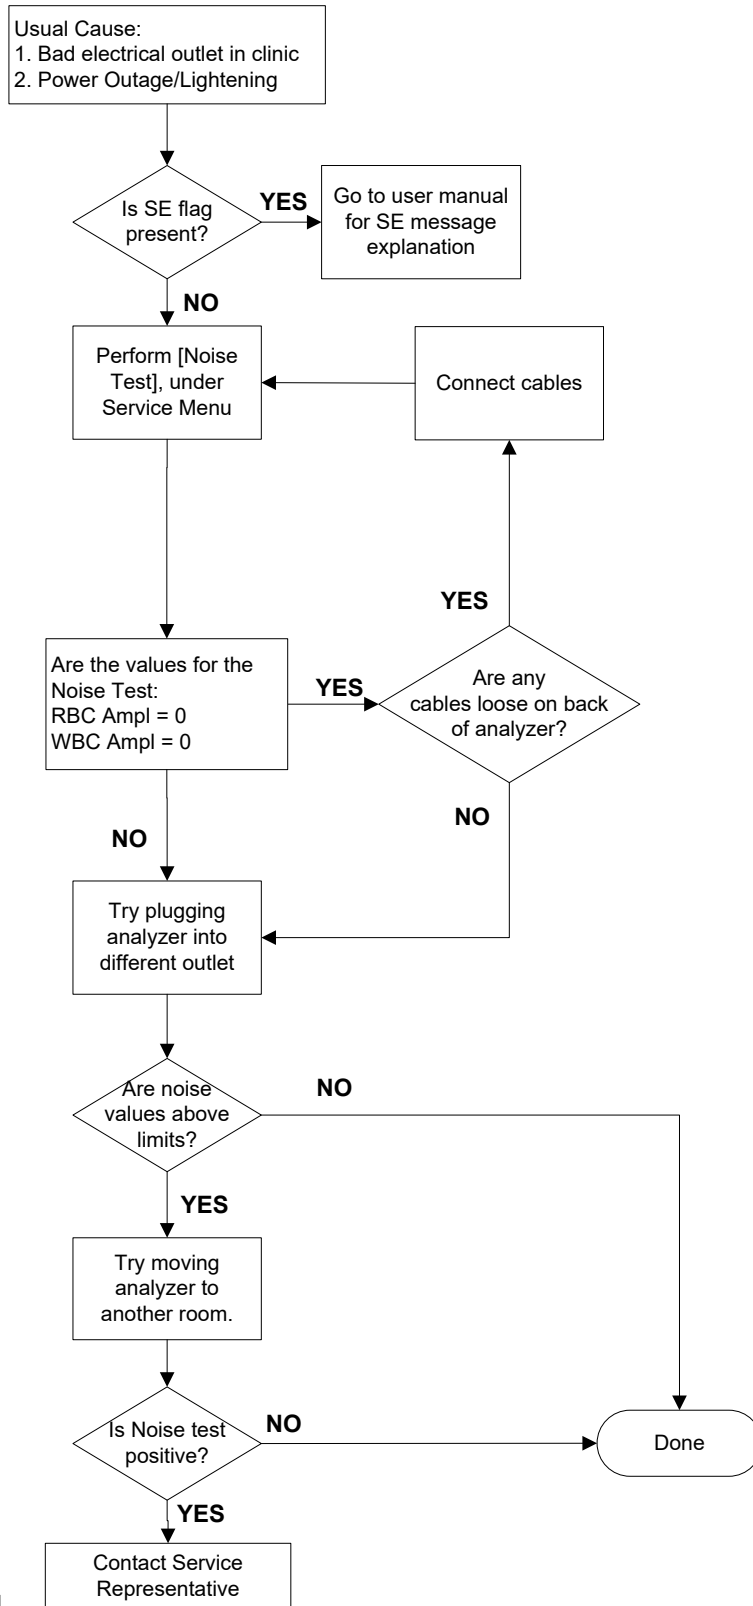 Usual Cause:
1. Bad electrical outlet in clinic
2. Power Outage/Lightening
Is SE flag
present?
YES
Go to user manual
for SE message
explanation
NO
Perform [Noise
Test], under
Service Menu
Connect cables
YES
Are the values for the
Noise Test:
RBC Ampl = 0
WBC Ampl = 0
YES
Are any
cables loose on back
of analyzer?
NO
NO
Try plugging
analyzer into
different outlet
Are noise
values above
limits?
NO
YES
Try moving
analyzer to
another room.
Is Noise test
positive?
NO
Done
YES
Contact Service
Representative